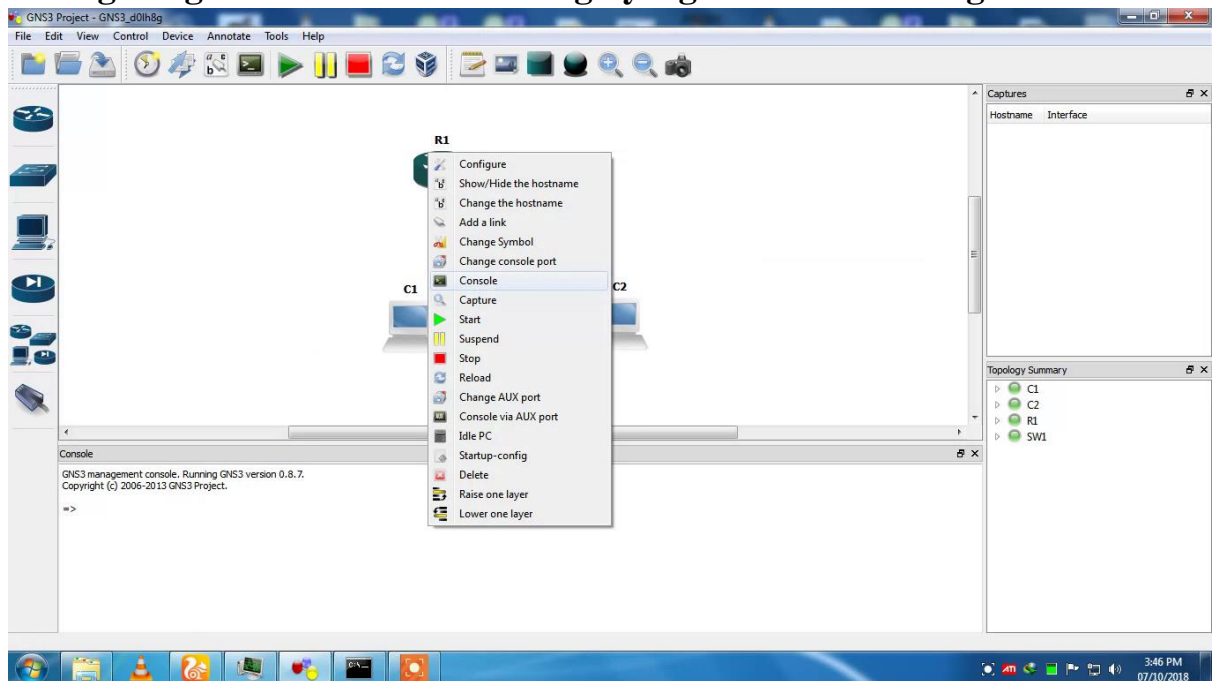 GNS3 Project - GNS3_d0lh8g
File Edit View Control Device Annotate Tools Help
Captures
Hostname Interface
R1
Configure
Show/Hide the hostname
Change the hostname
Add a link
Change Symbol
Change console port
Console
Capture
Start
Suspend
Stop
Reload
Change AUX port
Console via AUX port
Idle PC
Startup-config
Delete
Raise one layer
Lower one layer
C1
C2
Topology Summary
C1
C2
R1
SW1
Console
GNS3 management console. Running GNS3 version 0.8.7.
Copyright (c) 2006-2013 GNS3 Project.
=>
3:46 PM
07/10/2018